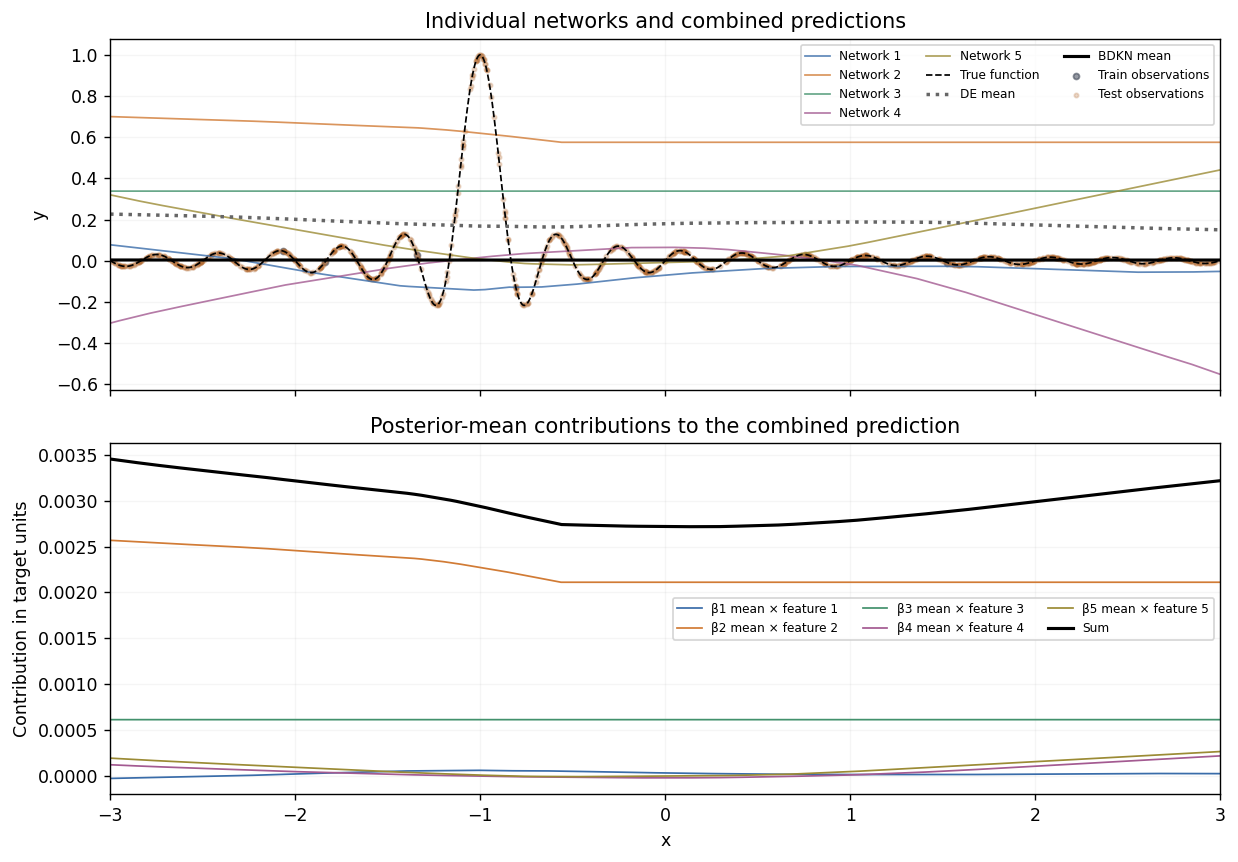 Individual networks and combined predictions
1.0
0.8
0.6
0.4
0.2
0.0
−0.2
−0.4
−0.6
y
Network 1
Network 2
Network 3
Network 4
Network 5
True function
DE mean
BDKN mean
Train observations
Test observations
Posterior-mean contributions to the combined prediction
0.0035
0.0030
0.0025
0.0020
0.0015
0.0010
0.0005
0.0000
Contribution in target units
β1 mean × feature 1
β2 mean × feature 2
β3 mean × feature 3
β4 mean × feature 4
β5 mean × feature 5
Sum
−3 −2 −1 0 1 2 3
x